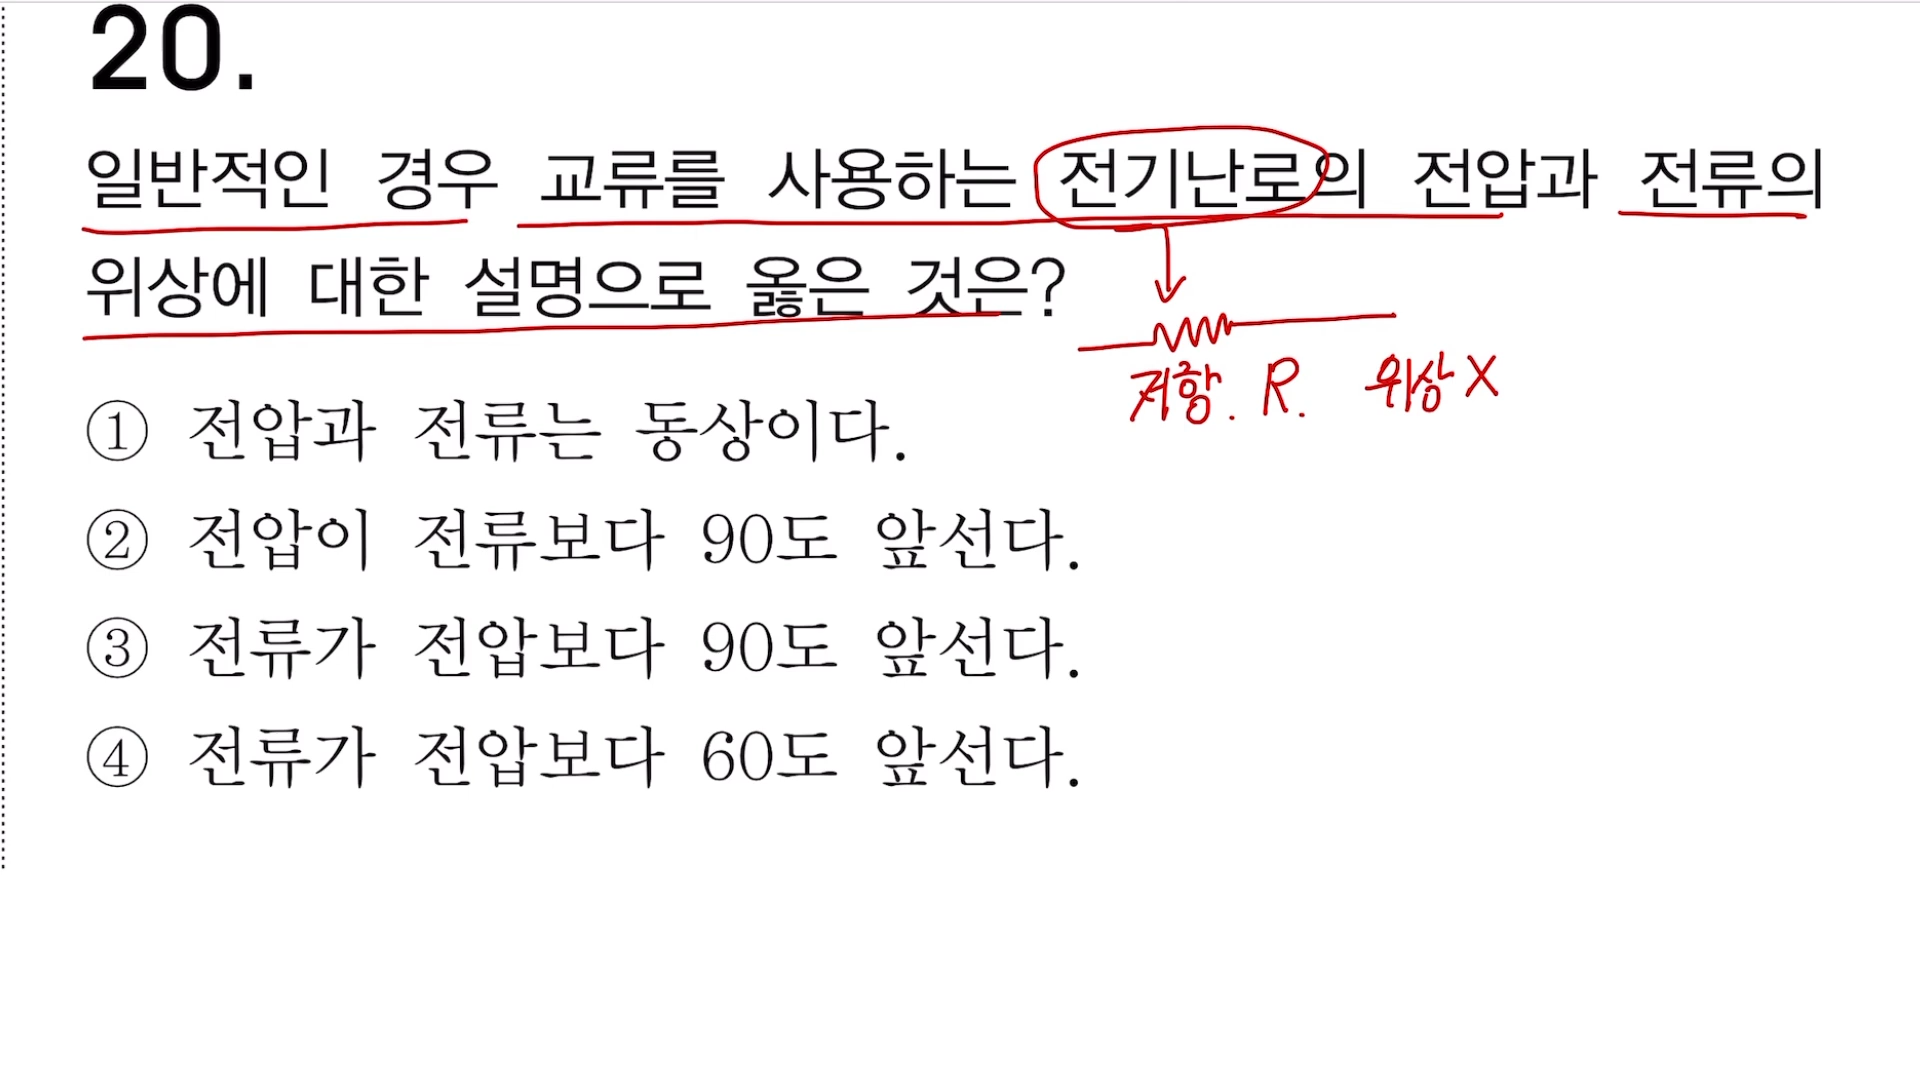 20.
일반적인 경우 교류를 사용하는 전기난로의 전압과 전류의
위상에 대한 설명으로 옳은 것은?
저항. R. 위상 X
① 전압과 전류는 동상이다.
② 전압이 전류보다 90도 앞선다.
③ 전류가 전압보다 90도 앞선다.
④ 전류가 전압보다 60도 앞선다.